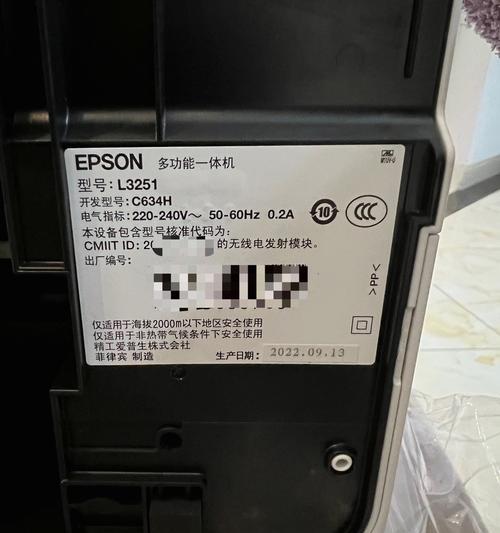 EPSON 多功能一体机
型号: L3251
开发型号: C634H
电气指标: 220-240V～ 50-60Hz 0.2A
10
CCC
本设备包含型号核准代码为:
CMIIT ID: 20 的无线电发射模块。
出厂编号:
>PP<
仅适用于海拔2000m以下地区安全使用
仅适用于非热带气候条件下安全使用
精工爱普生株式会社
菲律宾 制造 生产日期: 2022.09.13